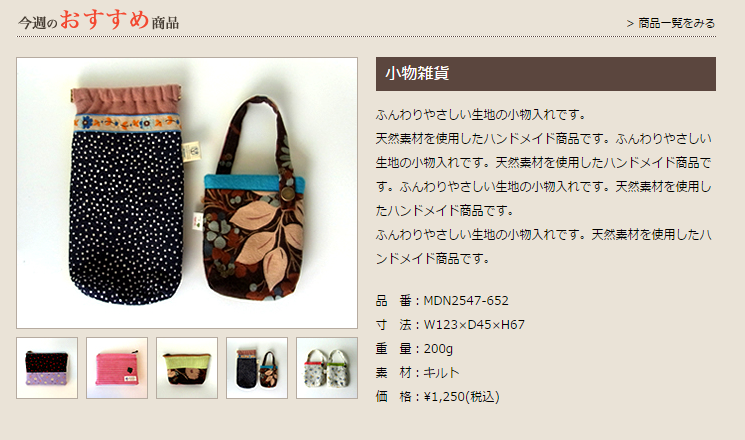 今週のおすすめ商品
> 商品一覧をみる
小物雑貨
ふんわりやさしい生地の小物入れです。
天然素材を使用したハンドメイド商品です。ふんわりやさしい
生地の小物入れです。天然素材を使用したハンドメイド商品で
す。ふんわりやさしい生地の小物入れです。天然素材を使用し
たハンドメイド商品です。
ふんわりやさしい生地の小物入れです。天然素材を使用したハ
ンドメイド商品です。
品　番：MDN2547-652
寸　法：W123×D45×H67
重　量：200g
素　材：キルト
価　格：¥1,250(税込)